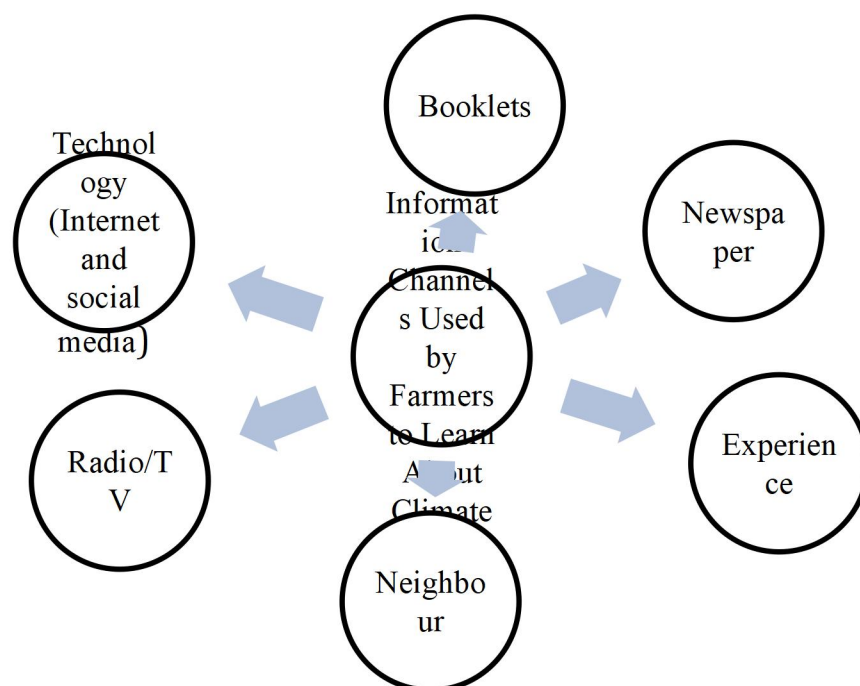 Booklets
Technol
ogy
(Internet
and
social
media)
Newspa
per
Informat
ion
Channel
s Used
by
Farmers
to Learn
About
Climate
Radio/T
V
Experien
ce
Neighbo
ur